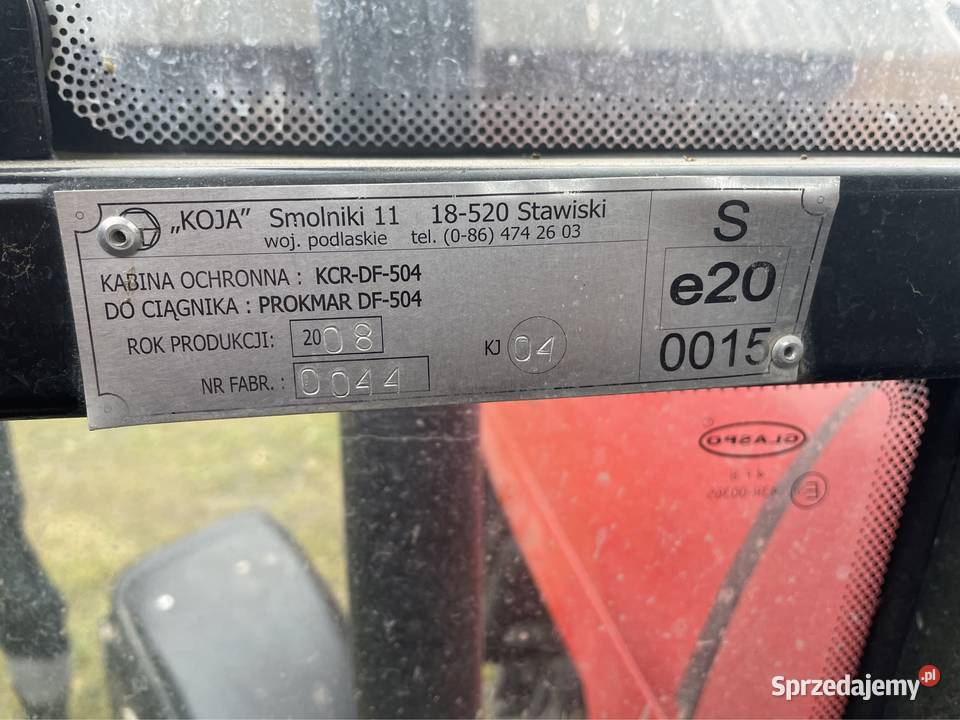 „KOJA” Smolniki 11 18-520 Stawiski
woj. podlaskie tel. (0-86) 474 26 03
KABINA OCHRONNA : KCR-DF-504
DO CIĄGNIKA : PROKMAR DF-504
ROK PRODUKCJI: 2008
KJ 04
NR FABR. : 0044
S
e20
0015
GLASPO
E
Sprzedajemy.pl